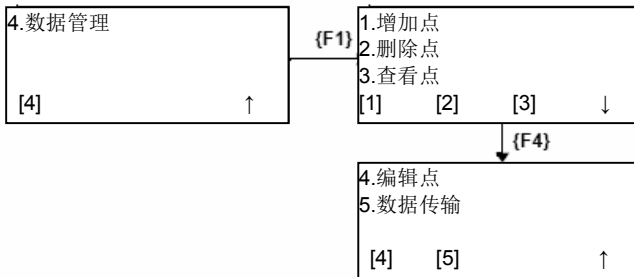 4.数据管理
[4] ↑
{F1}
1.增加点
2.删除点
3.查看点
[1] [2] [3] ↓
{F4}
4.编辑点
5.数据传输
[4] [5] ↑